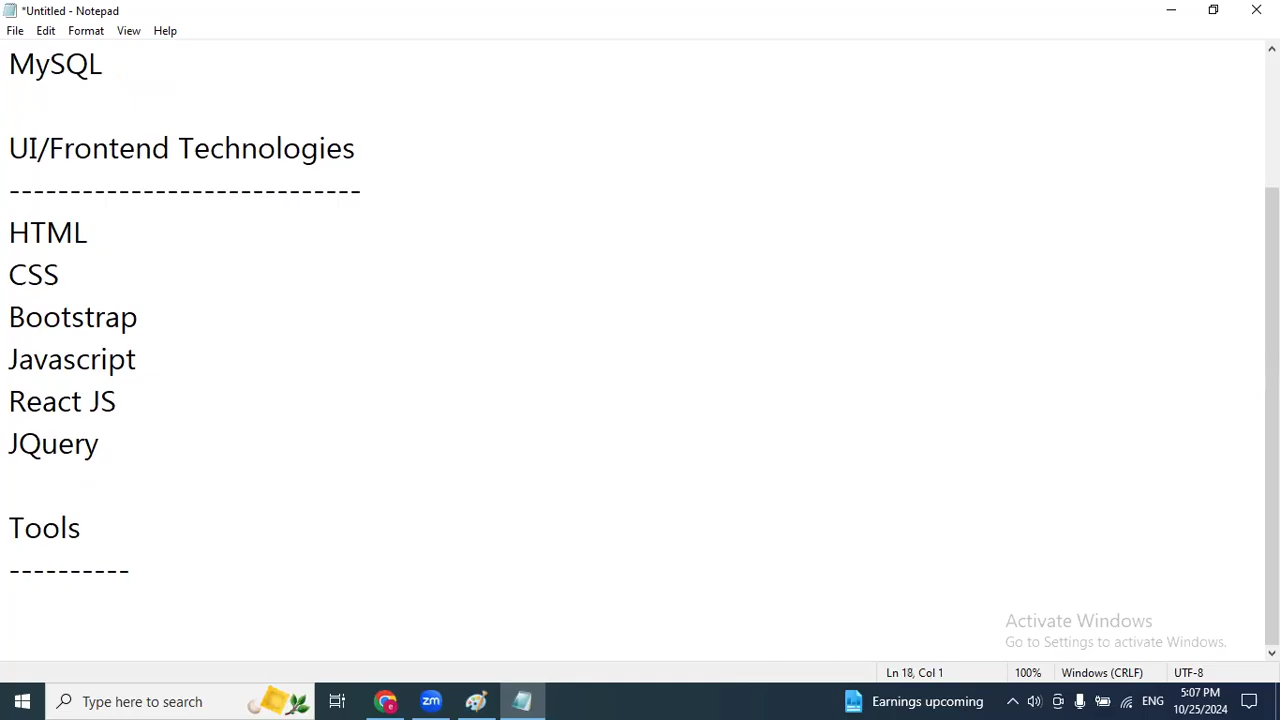 *Untitled - Notepad
File Edit Format View Help
MySQL
UI/Frontend Technologies
-----------------------------
HTML
CSS
Bootstrap
Javascript
React JS
JQuery
Tools
----------
Activate Windows
Go to Settings to activate Windows.
Ln 18, Col 1 100% Windows (CRLF) UTF-8
Type here to search zm Earnings upcoming ENG 5:07 PM
10/25/2024